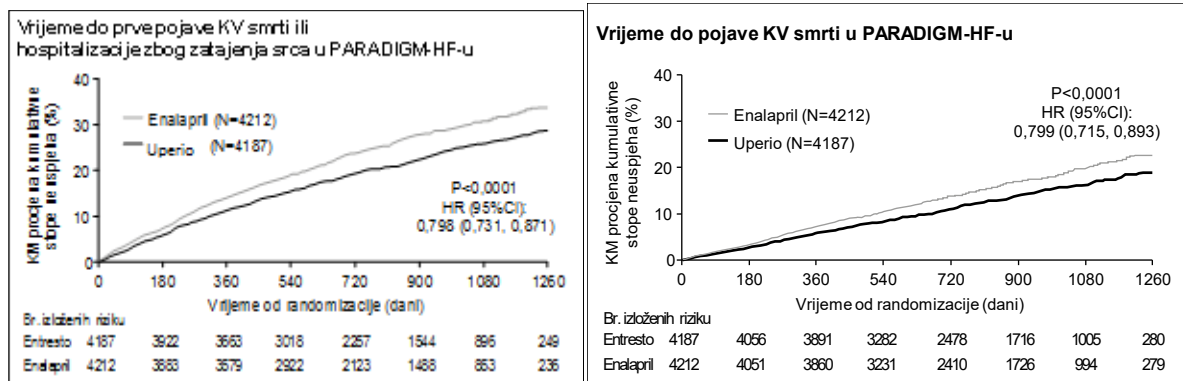 Vrijeme do prve pojave KV smrti ili
hospitalizacije zbog zatajenja srca u PARADIGM-HF-u
KM procjena kumulativne
stope neuspjeha (%)
40
30
20
10
0
Enalapril (N=4212)
Uperio (N=4187)
P<0,0001
HR (95%CI):
0,798 (0,731, 0,871)
0 180 360 540 720 900 1080 1260
Vrijeme od randomizacije (dani)
Br. izloženih riziku
Entresto 4187 3922 3663 3018 2257 1544 896 249
Enalapril 4212 3883 3579 2922 2123 1488 853 236
Vrijeme do pojave KV smrti u PARADIGM-HF-u
KM procjena kumulativne
stope neuspjeha (%)
40
30
20
10
0
Enalapril (N=4212)
Uperio (N=4187)
P<0,0001
HR (95%CI):
0,799 (0,715, 0,893)
0 180 360 540 720 900 1080 1260
Vrijeme od randomizacije (dani)
Br. izloženih riziku
Entresto 4187 4056 3891 3282 2478 1716 1005 280
Enalapril 4212 4051 3860 3231 2410 1726 994 279